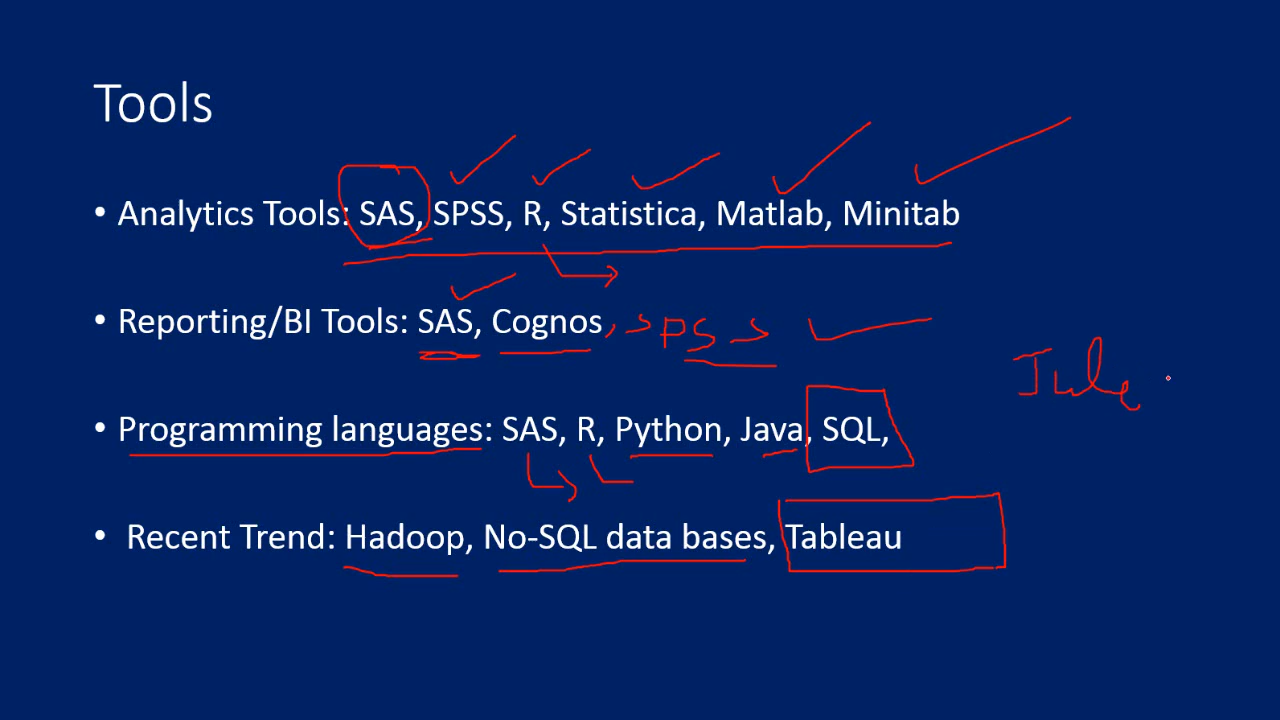 Tools
• Analytics Tools: SAS, SPSS, R, Statistica, Matlab, Minitab
• Reporting/BI Tools: SAS, Cognos, SPSS
• Programming languages: SAS, R, Python, Java, SQL,
• Recent Trend: Hadoop, No-SQL data bases, Tableau